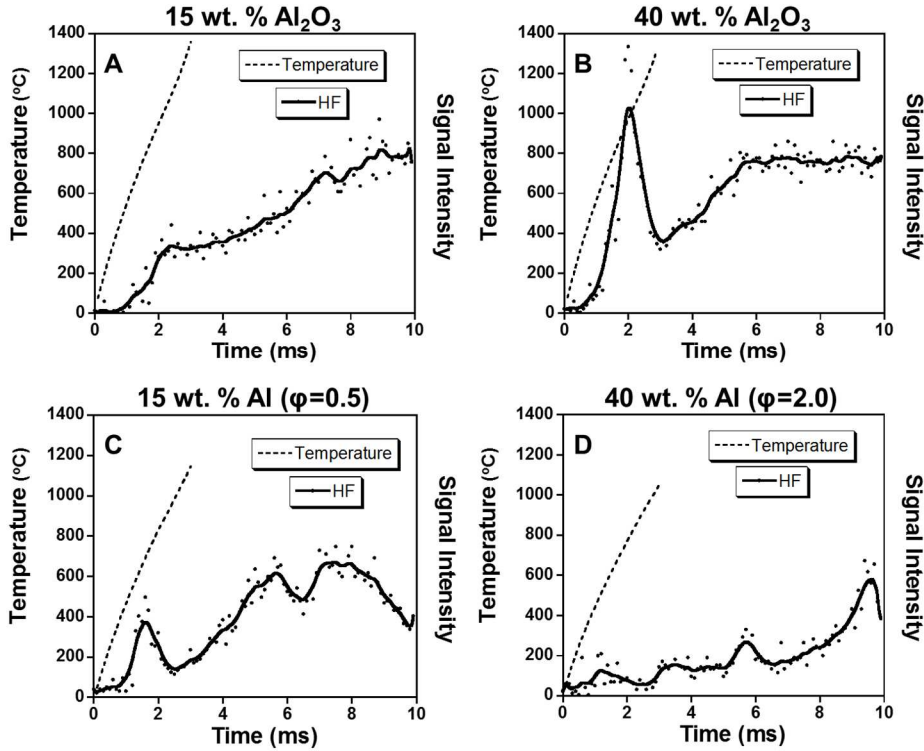 15 wt. % Al₂O₃
A
Temperature
HF
Temperature (ºC)
Signal Intensity
1400
1200
1000
800
600
400
200
0
0 2 4 6 8 10
Time (ms)
40 wt. % Al₂O₃
B
Temperature
HF
Temperature (ºC)
Signal Intensity
1400
1200
1000
800
600
400
200
0
0 2 4 6 8 10
Time (ms)
15 wt. % Al (φ=0.5)
C
Temperature
HF
Temperature (ºC)
Signal Intensity
1400
1200
1000
800
600
400
200
0
0 2 4 6 8 10
Time (ms)
40 wt. % Al (φ=2.0)
D
Temperature
HF
Temperature (ºC)
Signal Intensity
1400
1200
1000
800
600
400
200
0
0 2 4 6 8 10
Time (ms)